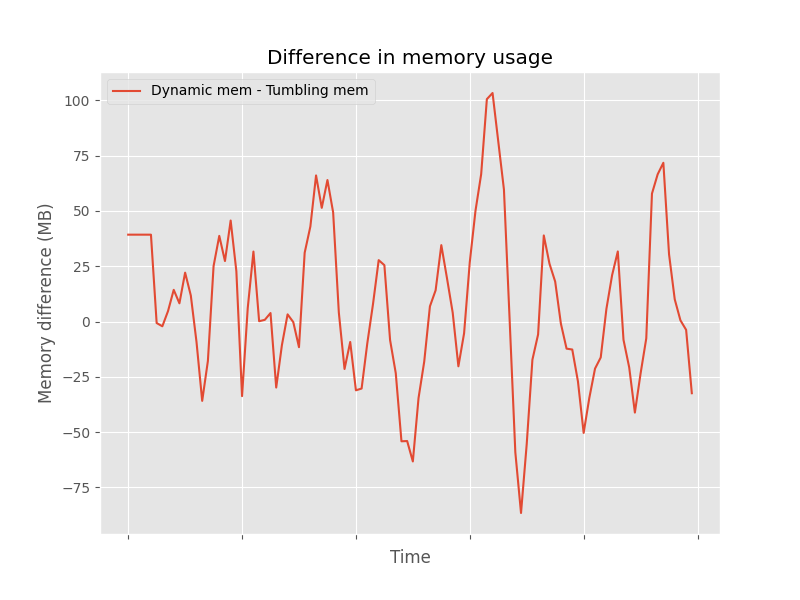 Difference in memory usage
Dynamic mem - Tumbling mem
100
75
50
25
0
−25
−50
−75
Memory difference (MB)
Time